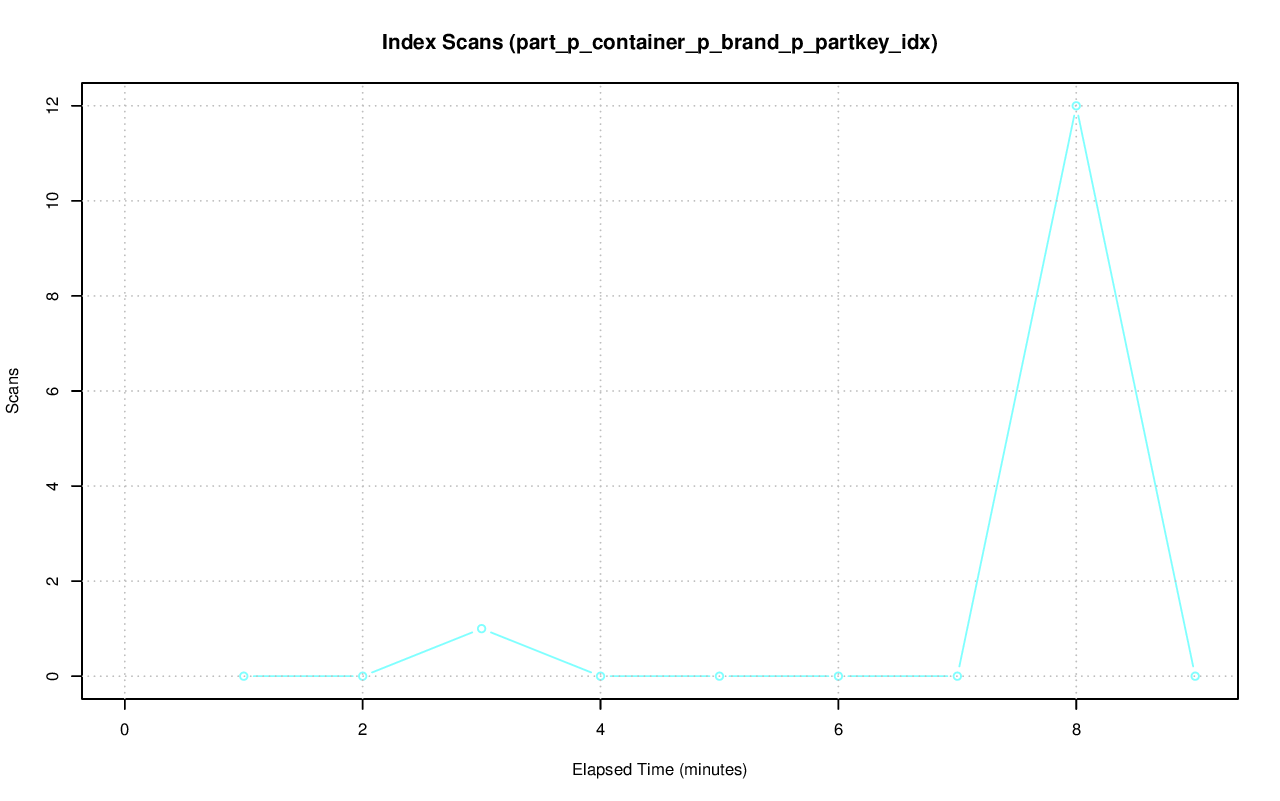 Index Scans (part_p_container_p_brand_p_partkey_idx)
12
10
8
6
4
2
0
Scans
0 2 4 6 8
Elapsed Time (minutes)